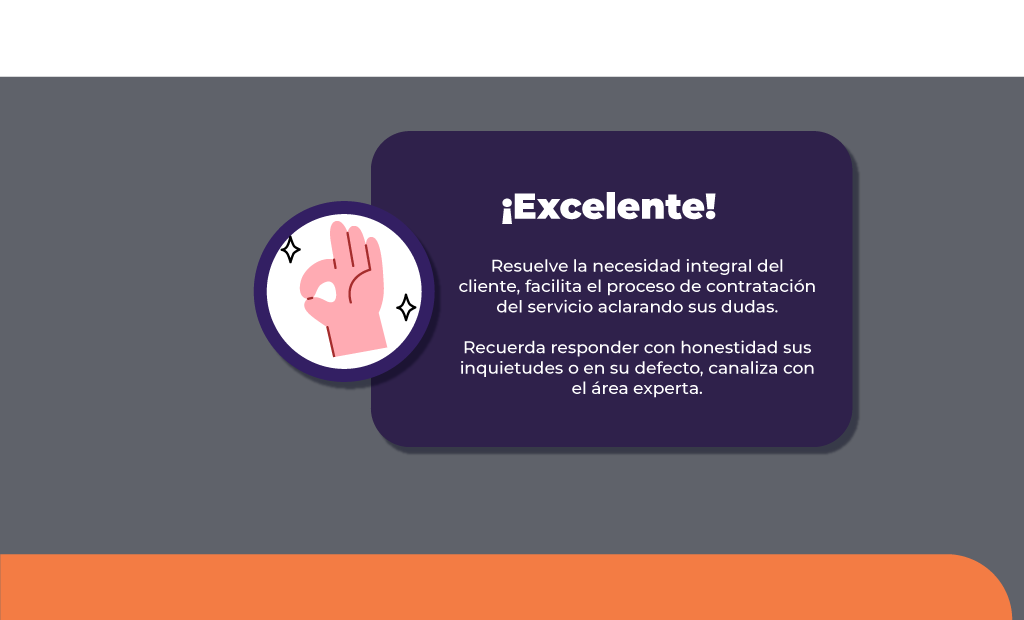 ¡Excelente!
Resuelve la necesidad integral del
cliente, facilita el proceso de contratación
del servicio aclarando sus dudas.
Recuerda responder con honestidad sus
inquietudes o en su defecto, canaliza con
el área experta.